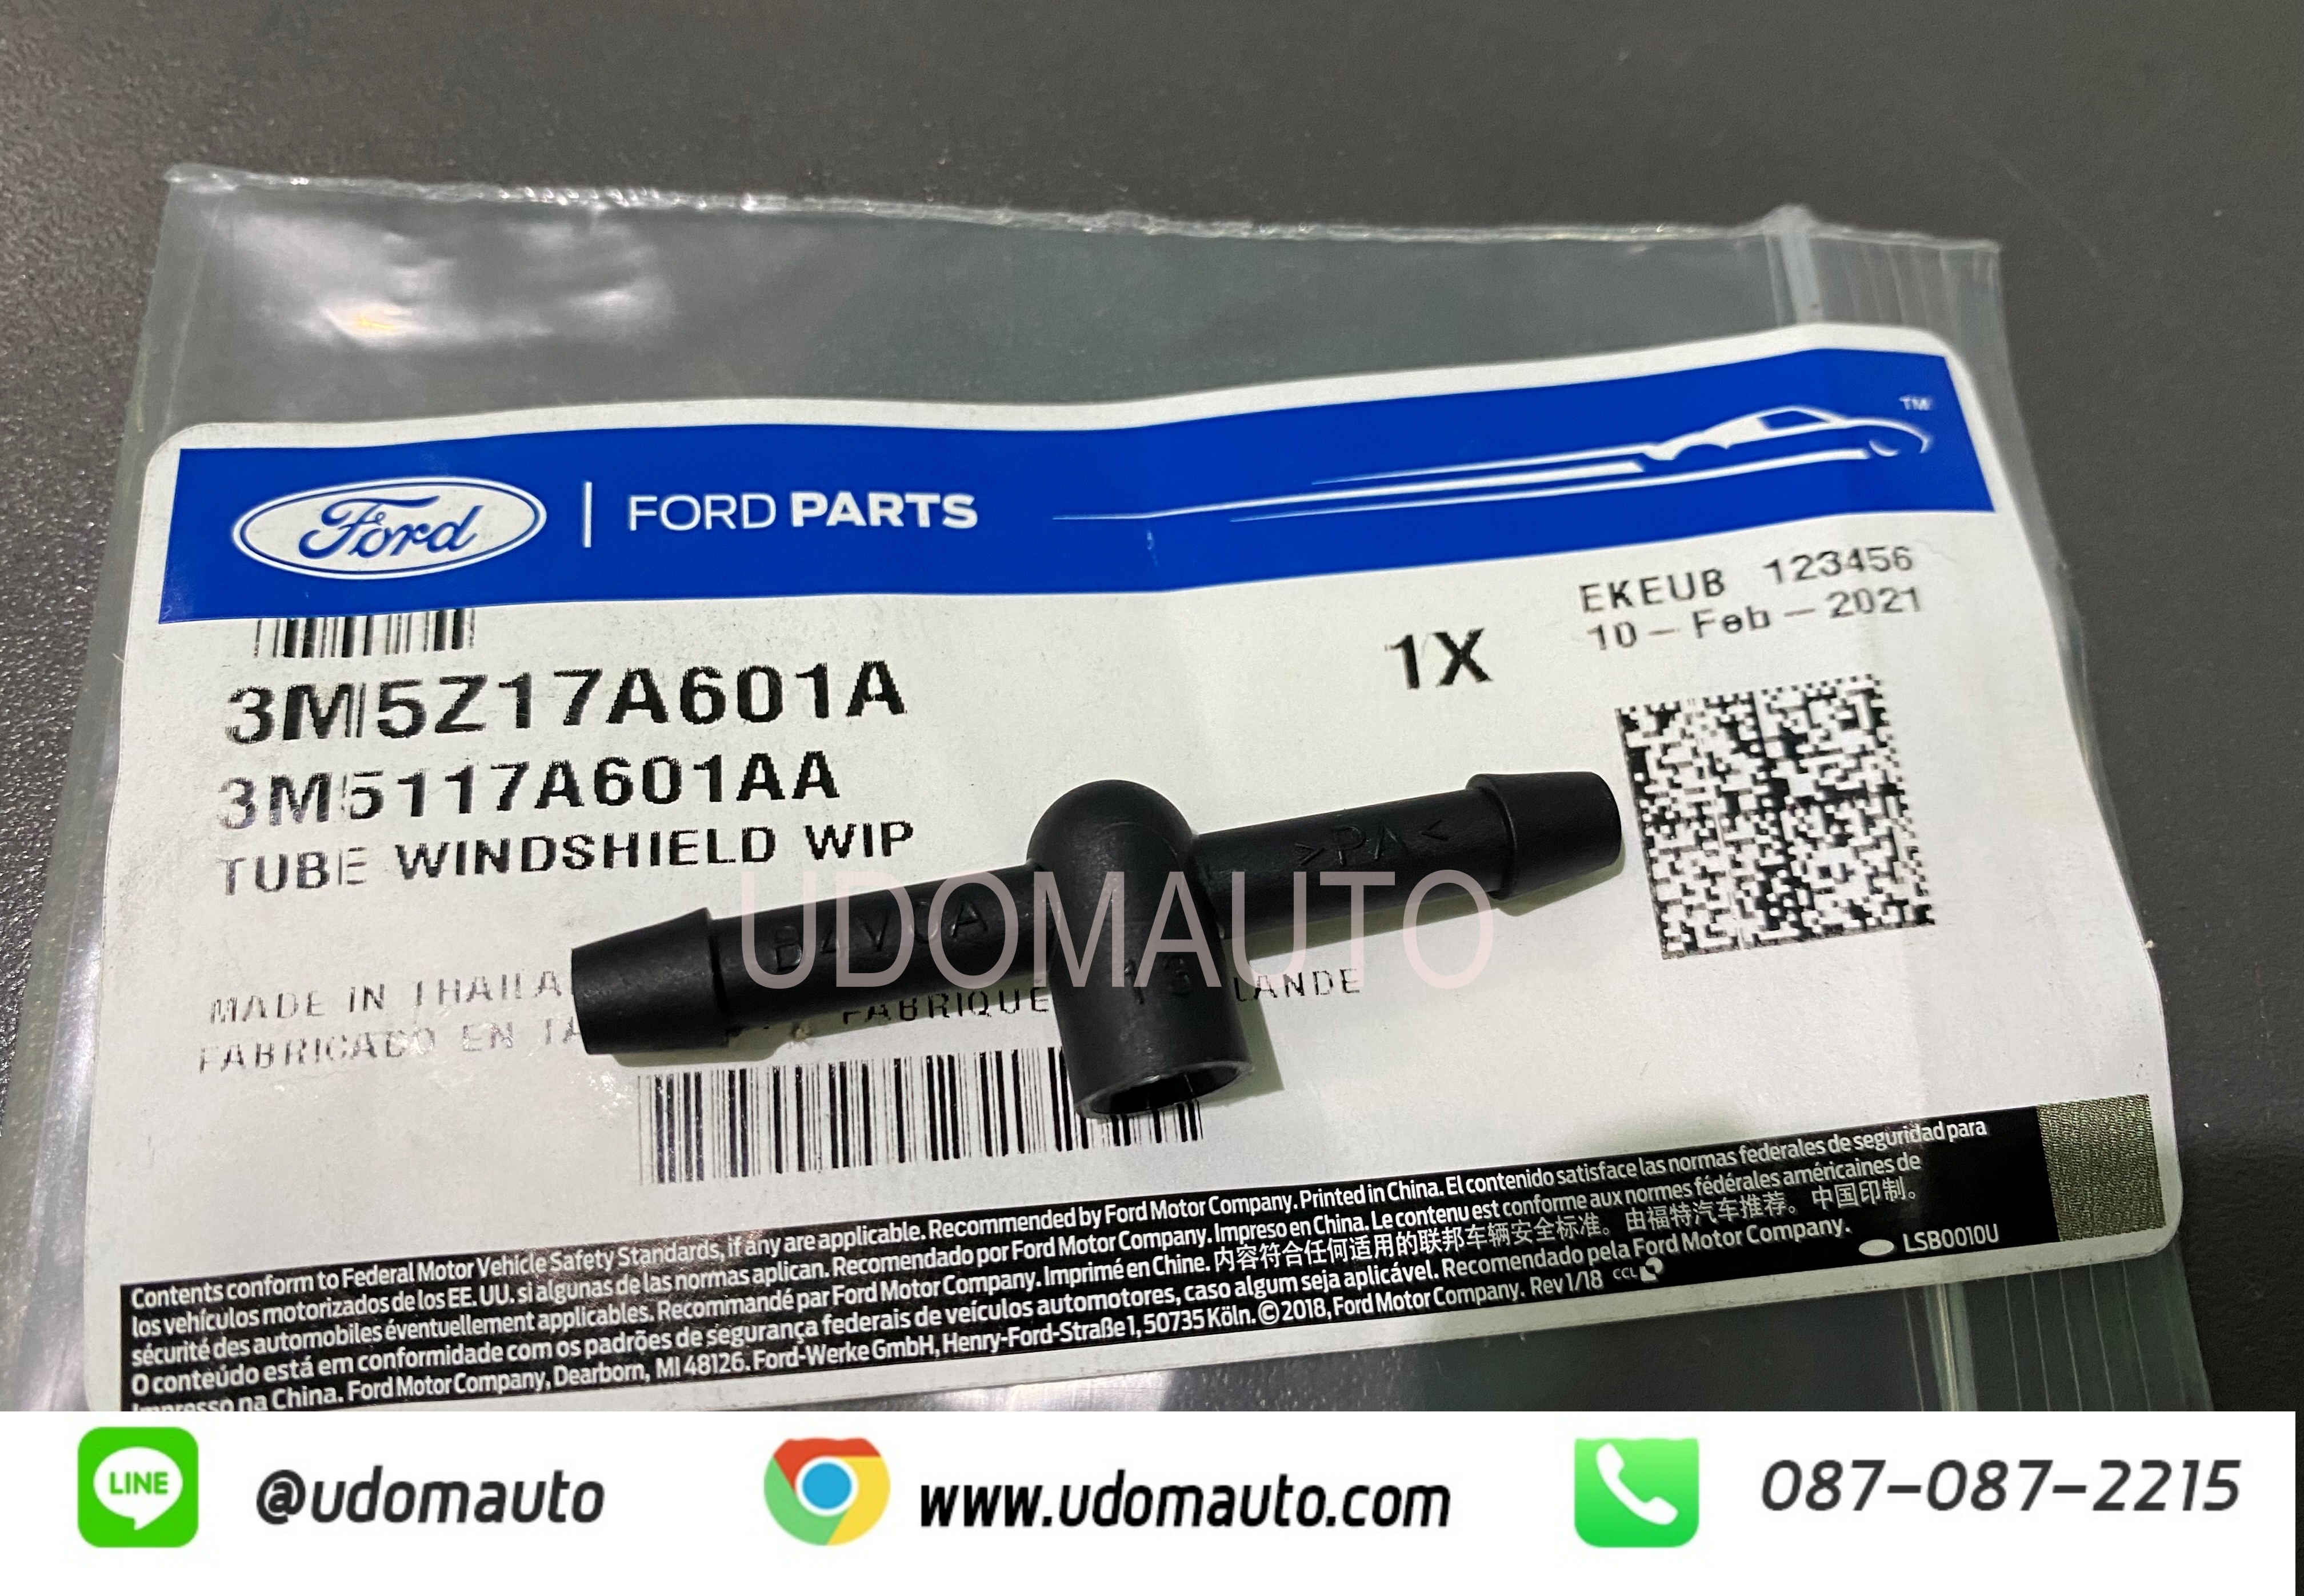 Ford | FORD PARTS
TM
EKEUB 123456
10-Feb-2021
1X
3M5Z17A601A
3M5117A601AA
TUBE WINDSHIELD WIP
>PA<
UDOMAUTO
13
MADE IN THAILA
FABRICADO EN TA
FABRIQUE LANDE
Contents conform to Federal Motor Vehicle Safety Standards, if any are applicable. Recommended by Ford Motor Company. Printed in China. El contenido satisface las normas federales de seguridad para
los vehículos motorizados de los EE. UU. si algunas de las normas aplican. Recomendado por Ford Motor Company. Impreso en China. Le contenu est conforme aux normes fédérales américaines de
sécurité des automobiles éventuellement applicables. Recommandé par Ford Motor Company. Imprimé en Chine. 内容符合任何适用的联邦车辆安全标准。由福特汽车推荐。中国印制。
O conteúdo está em conformidade com os padrões de segurança federais de veículos automotores, caso algum seja aplicável. Recomendado pela Ford Motor Company.
Impresso na China. Ford Motor Company, Dearborn, MI 48126. Ford-Werke GmbH, Henry-Ford-Straße 1, 50735 Köln. ©2018, Ford Motor Company. Rev 1/18 CCL
LSB0010U
LINE @udomauto
www.udomauto.com
087-087-2215